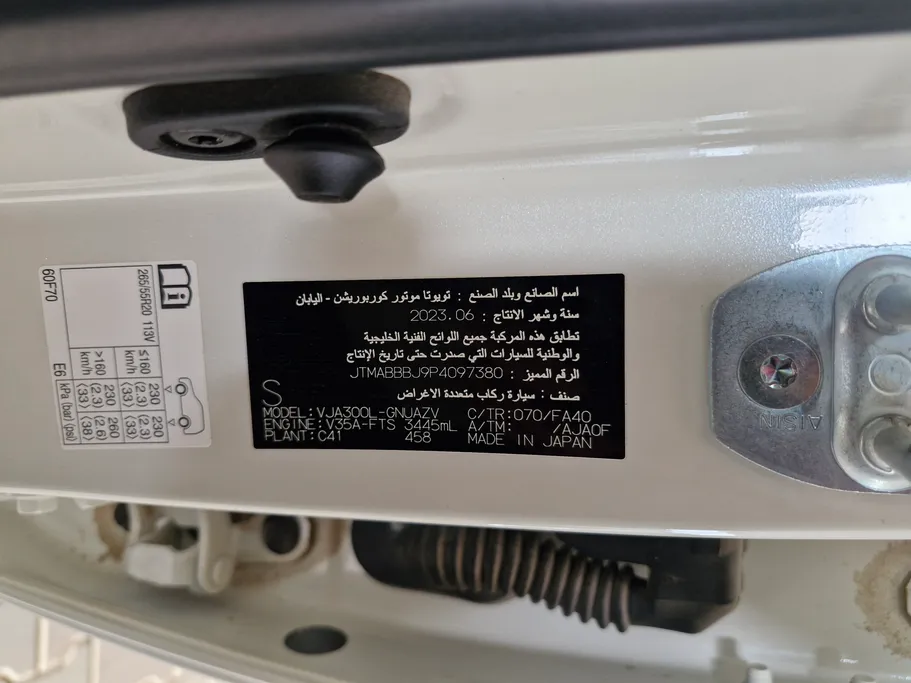 اسم الصانع وبلد الصنع : تويوتا موتور كوربوريشن - اليابان
سنة وشهر الانتاج : 2023.06
تطابق هذه المركبة جميع اللوائح الفنية الخليجية
والوطنية للسيارات التي صدرت حتى تاريخ الإنتاج
الرقم المميز : JTMABBBJ9P4097380
صنف : سيارة ركاب متعددة الاغراض
S
MODEL: VJA300L-GNUAZV C/TR: 070/FA40
ENGINE: V35A-FTS 3445mL A/TM: /AJA0F
PLANT: C41 458 MADE IN JAPAN
265/55R20 113V
≤160 km/h 230 (2.3) (33) 230 (2.3) (33)
>160 km/h 230 (2.3) (33) 260 (2.6) (38)
kPa (bar) (psi)
60F70 E6
AISIN